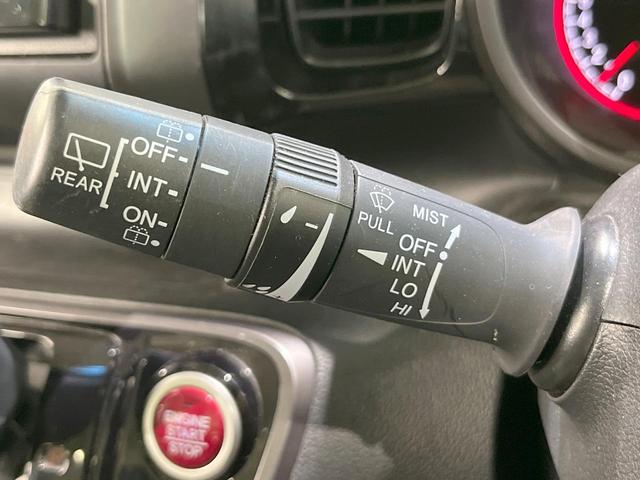 REAR
OFF
INT
ON
PULL
MIST
OFF
INT
LO
HI
ENGINE
START
STOP